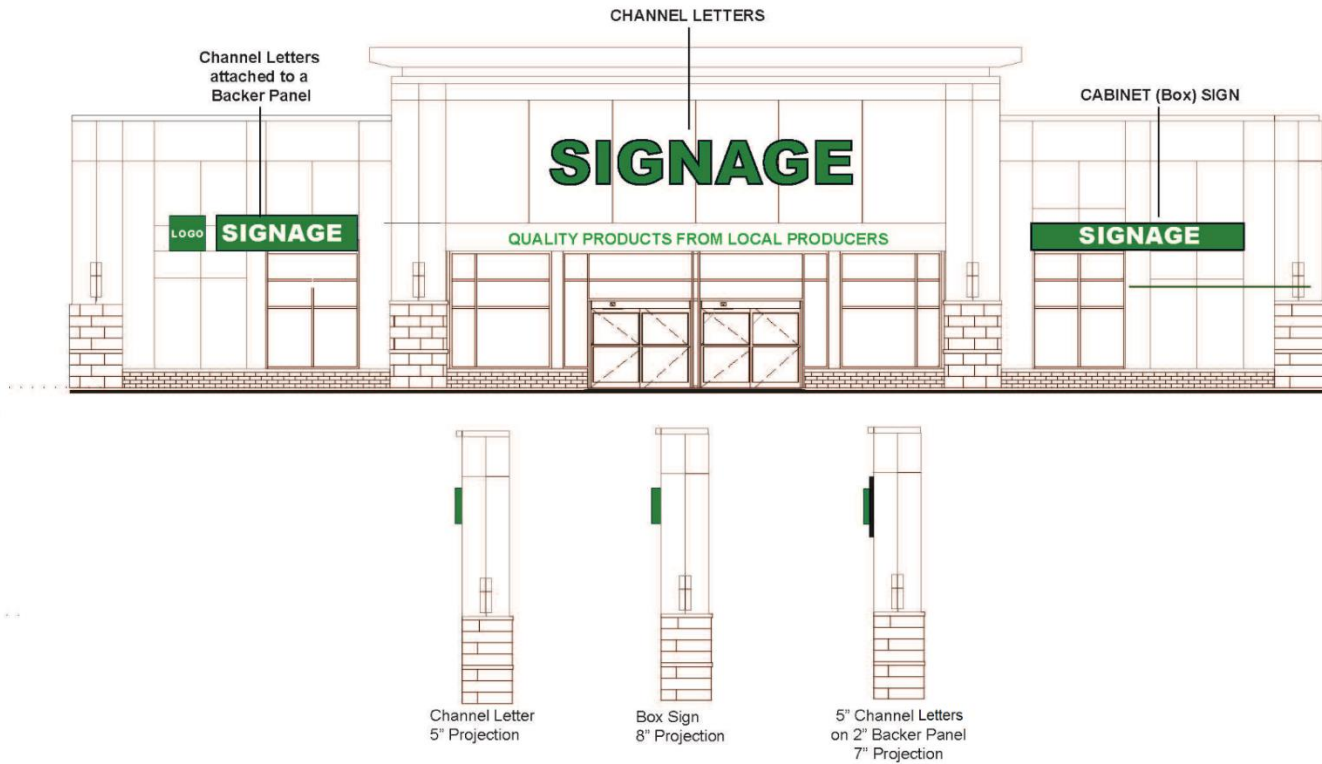 CHANNEL LETTERS
Channel Letters
attached to a
Backer Panel
CABINET (Box) SIGN
SIGNAGE
LOGO
SIGNAGE
SIGNAGE
QUALITY PRODUCTS FROM LOCAL PRODUCERS
Channel Letter
5” Projection
Box Sign
8” Projection
5” Channel Letters
on 2” Backer Panel
7” Projection